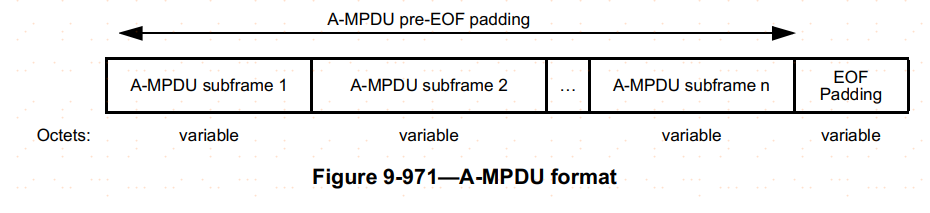 A-MPDU pre-EOF padding
A-MPDU subframe 1 A-MPDU subframe 2 … A-MPDU subframe n EOF
Padding
Octets: variable variable variable variable
Figure 9-971—A-MPDU format